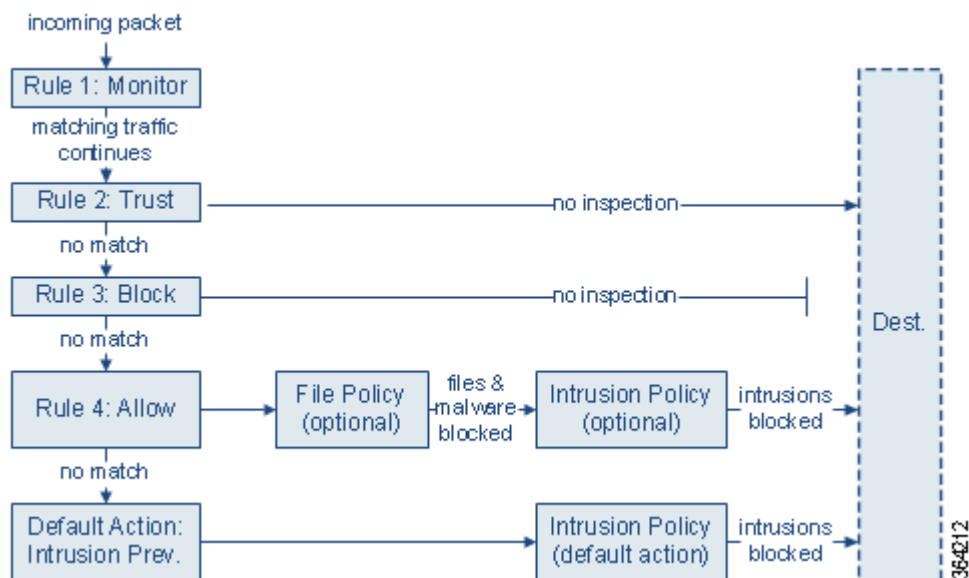 incoming packet
Rule 1: Monitor
matching traffic
continues
Rule 2: Trust
no inspection
no match
Rule 3: Block
no inspection
no match
Dest.
Rule 4: Allow
File Policy
(optional)
files &
malware
blocked
Intrusion Policy
(optional)
intrusions
blocked
no match
Default Action:
Intrusion Prev.
Intrusion Policy
(default action)
intrusions
blocked
364212